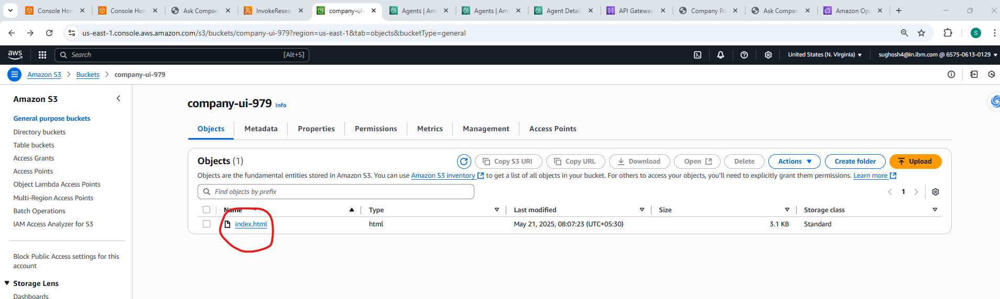 Console Hon
Console Hon
Ask Compan
InvokeResea
company-ui-
Agents | Am
Agents | Ama
Agent Detail
API Gateway
Company Po
Ask Compan
Amazon Ope
us-east-1.console.aws.amazon.com/s3/buckets/company-ui-979?region=us-east-1&tab=objects&bucketType=general
S
aws
Search
[Alt+S]
United States (N. Virginia)
sughosh4@in.ibm.com @ 6575-0613-0129
Amazon S3
Buckets
company-ui-979
Amazon S3
General purpose buckets
Directory buckets
Table buckets
Access Grants
Access Points
Object Lambda Access Points
Multi-Region Access Points
Batch Operations
IAM Access Analyzer for S3
Block Public Access settings for this
account
Storage Lens
Dashboards
company-ui-979 Info
Objects Metadata Properties Permissions Metrics Management Access Points
Objects (1)
Copy S3 URI Copy URL Download Open Delete Actions Create folder Upload
Objects are the fundamental entities stored in Amazon S3. You can use Amazon S3 inventory to get a list of all objects in your bucket. For others to access your objects, you'll need to explicitly grant them permissions. Learn more
Find objects by prefix
1
Name Type Last modified Size Storage class
index.html html May 21, 2025, 08:07:23 (UTC+05:30) 3.1 KB Standard